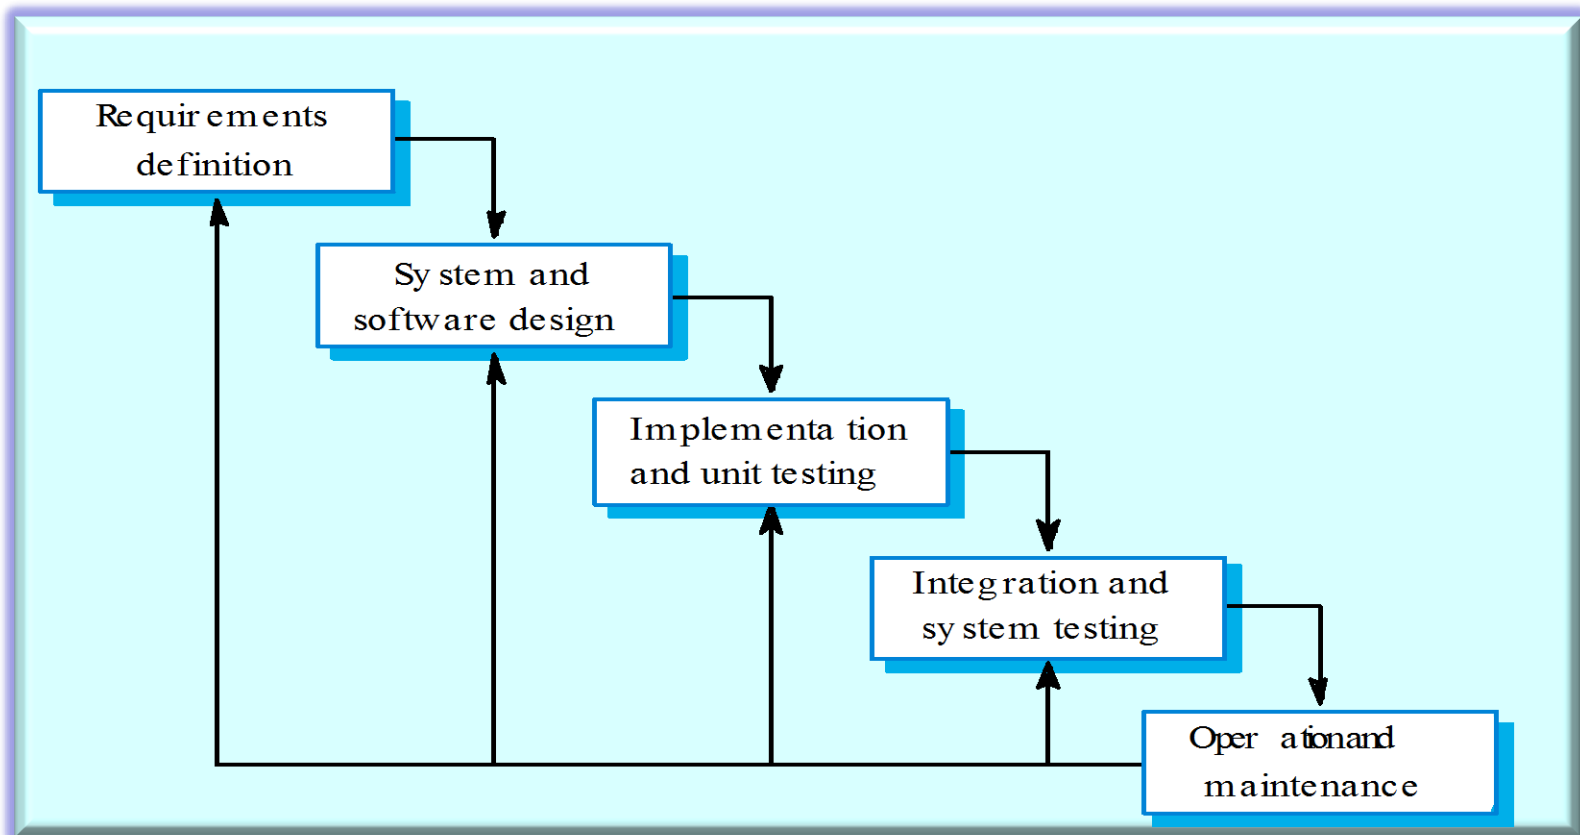 Requirements
definition
System and
software design
Implementation
and unit testing
Integration and
system testing
Operation and
maintenance